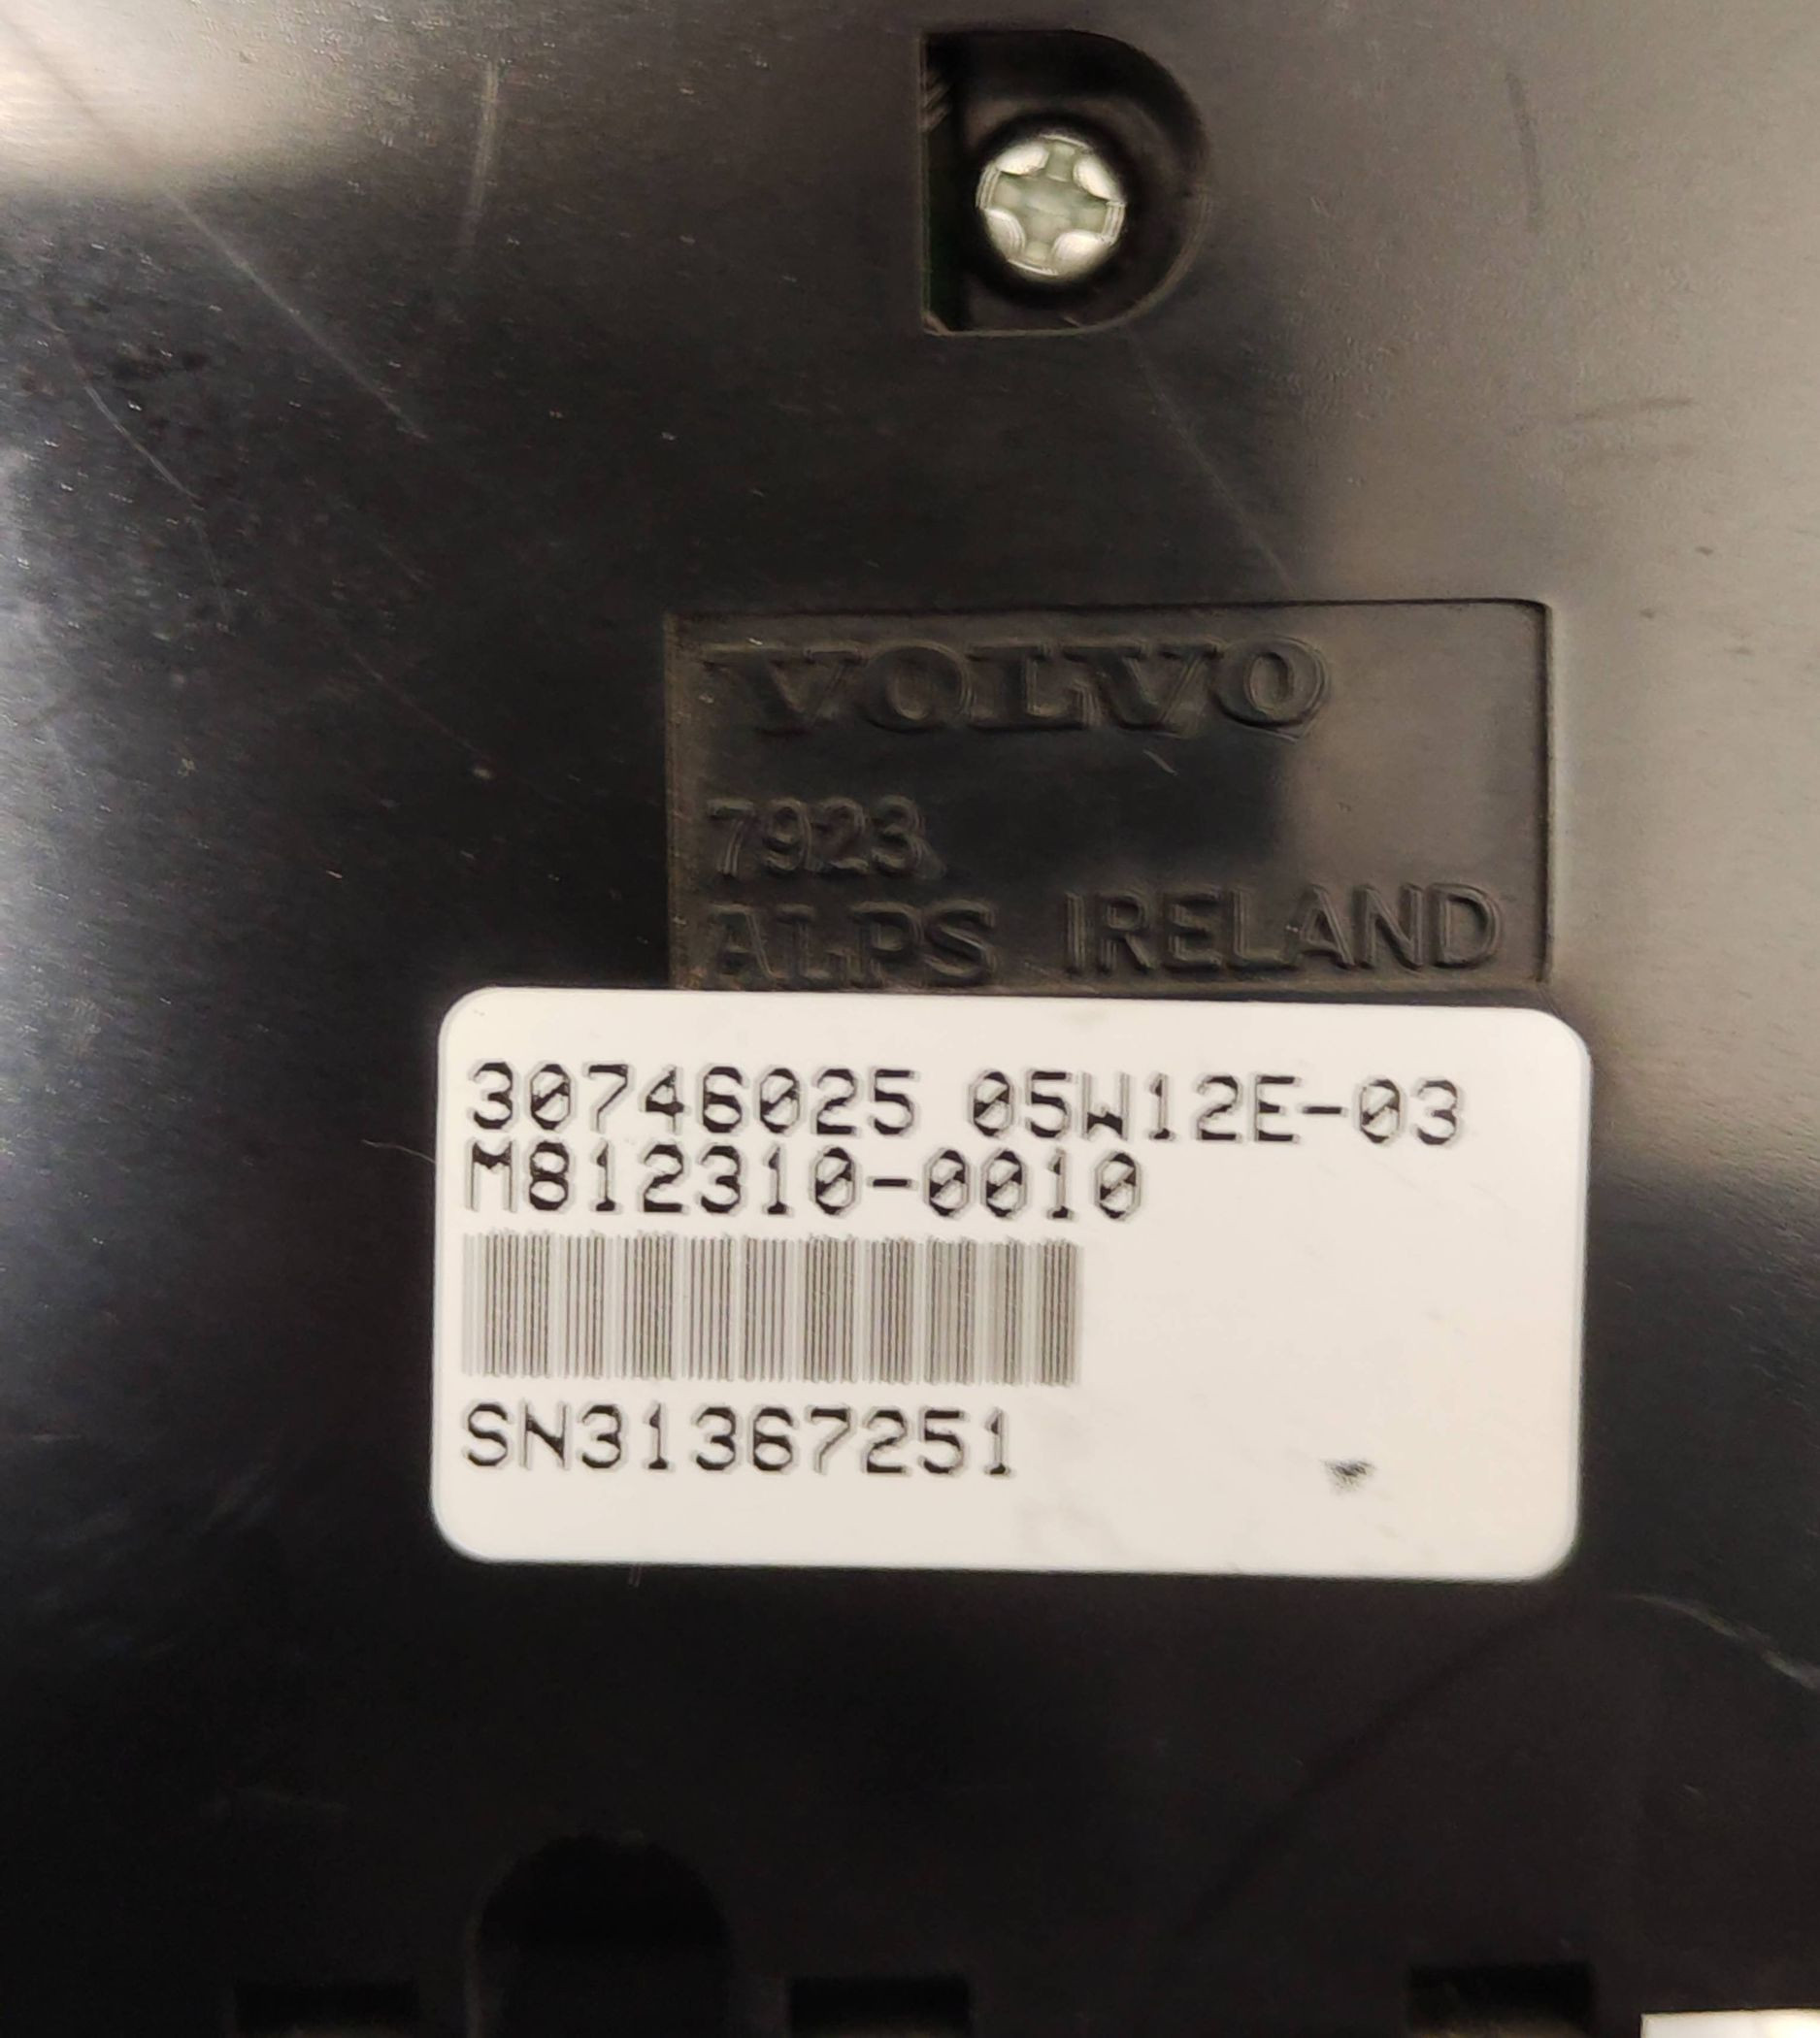 VOLVO
7923
ALPS IRELAND
30746025 05W12E-03
M812310-0010
SN31367251